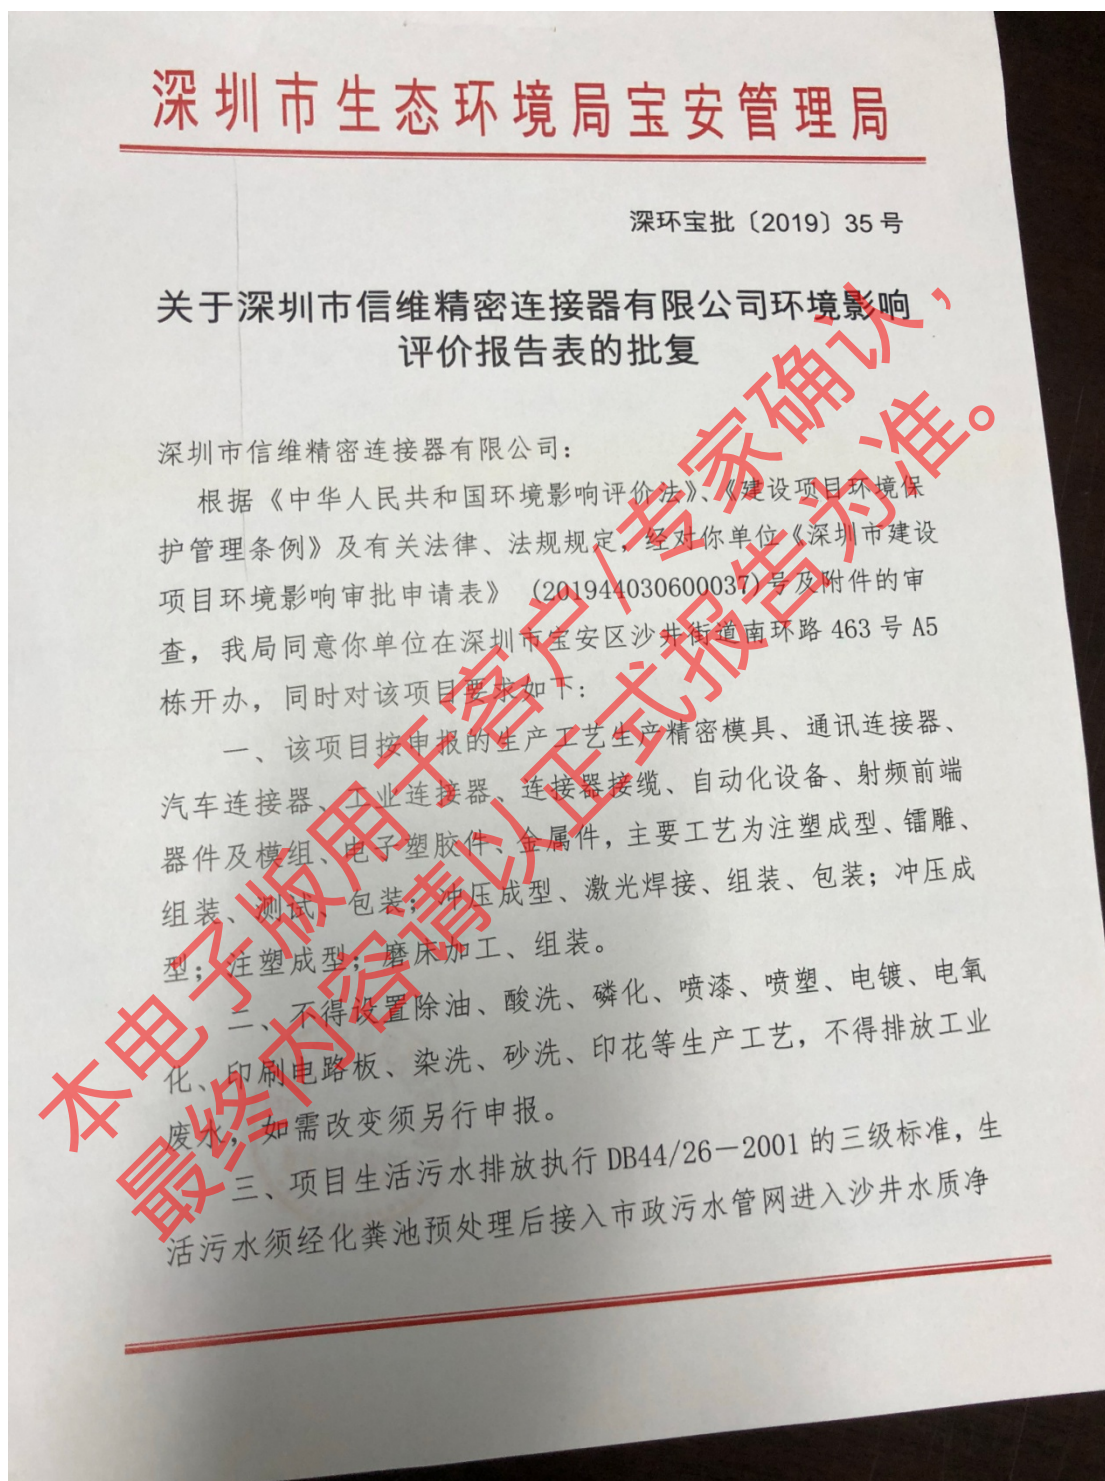 深圳市生态环境局宝安管理局
深环宝批〔2019〕35号
关于深圳市信维精密连接器有限公司环境影响
评价报告表的批复
深圳市信维精密连接器有限公司：
根据《中华人民共和国环境影响评价法》、《建设项目环境保
护管理条例》及有关法律、法规规定，经对你单位《深圳市建设
项目环境影响审批申请表》（201944030600037)号及附件的审
查，我局同意你单位在深圳市宝安区沙井街道南环路463号A5
栋开办，同时对该项目要求如下：
一、该项目按申报的生产工艺生产精密模具、通讯连接器、
汽车连接器、工业连接器、连接器接缆、自动化设备、射频前端
器件及模组、电子塑胶件、金属件，主要工艺为注塑成型、镭雕、
组装、测试、包装；冲压成型、激光焊接、组装、包装；冲压成
型；注塑成型；磨床加工、组装。
二、不得设置除油、酸洗、磷化、喷漆、喷塑、电镀、电氧
化、印刷电路板、染洗、砂洗、印花等生产工艺，不得排放工业
废水，如需改变须另行申报。
三、项目生活污水排放执行DB44/26－2001的三级标准，生
活污水须经化粪池预处理后接入市政污水管网进入沙井水质净
本电子版用于客户/专家确认，
最终内容请以正式报告为准。